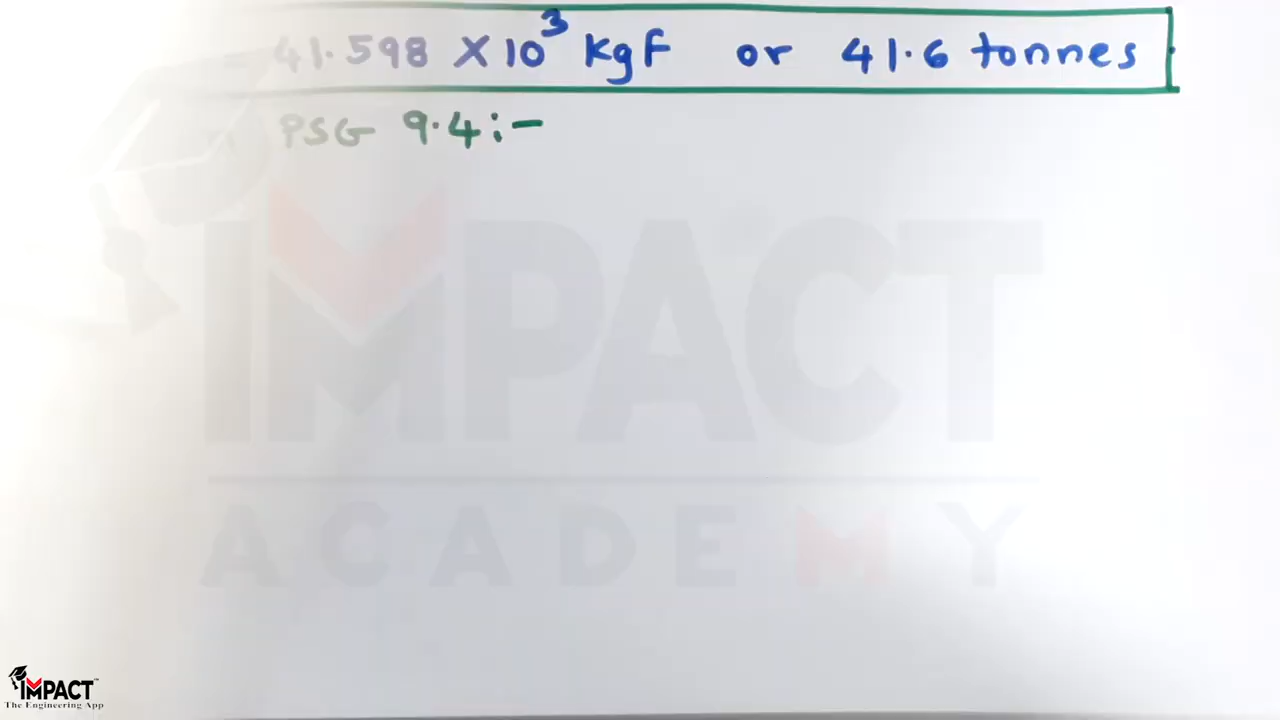 = 41.598 X 10³ kgf or 41.6 tonnes
PSG 9.4:-
IMPACT
ACADEMY
IMPACT
The Engineering App